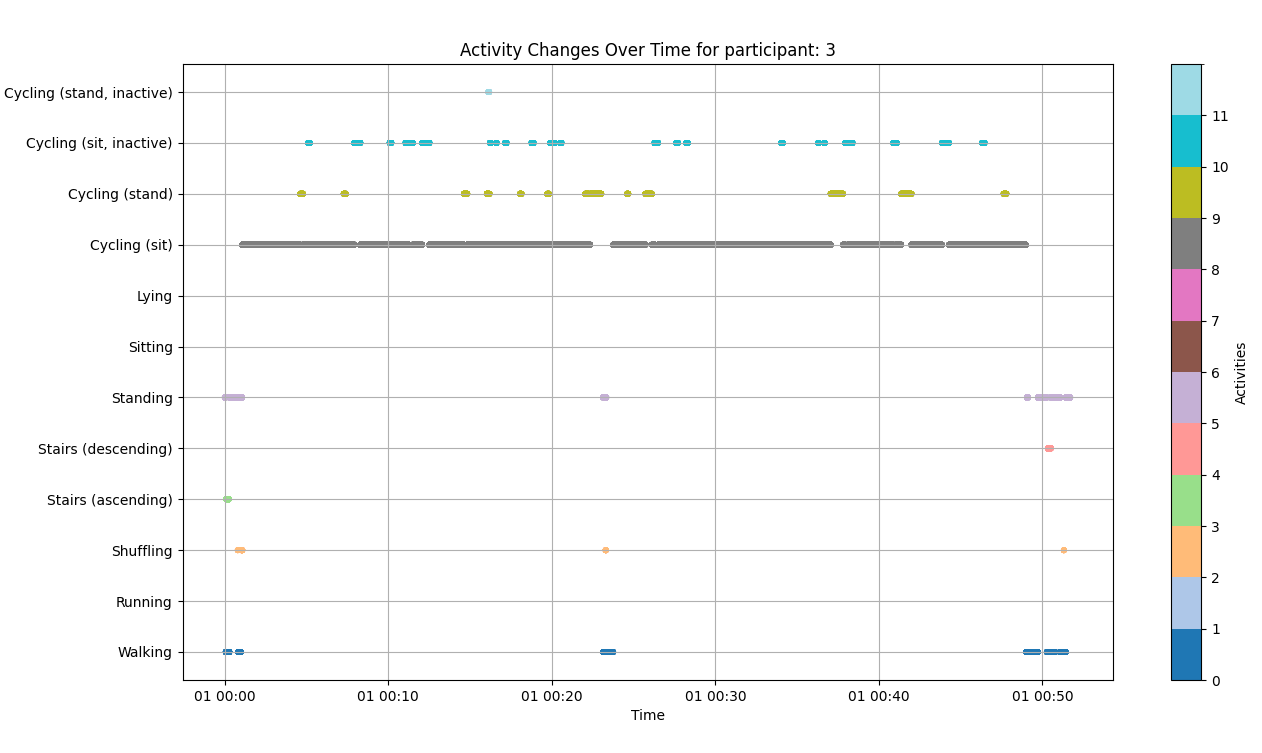 Activity Changes Over Time for participant: 3
Cycling (stand, inactive)
Cycling (sit, inactive)
Cycling (stand)
Cycling (sit)
Lying
Sitting
Standing
Stairs (descending)
Stairs (ascending)
Shuffling
Running
Walking
01 00:00
01 00:10
01 00:20
01 00:30
01 00:40
01 00:50
Time
11
10
9
8
7
6
5
4
3
2
1
0
Activities